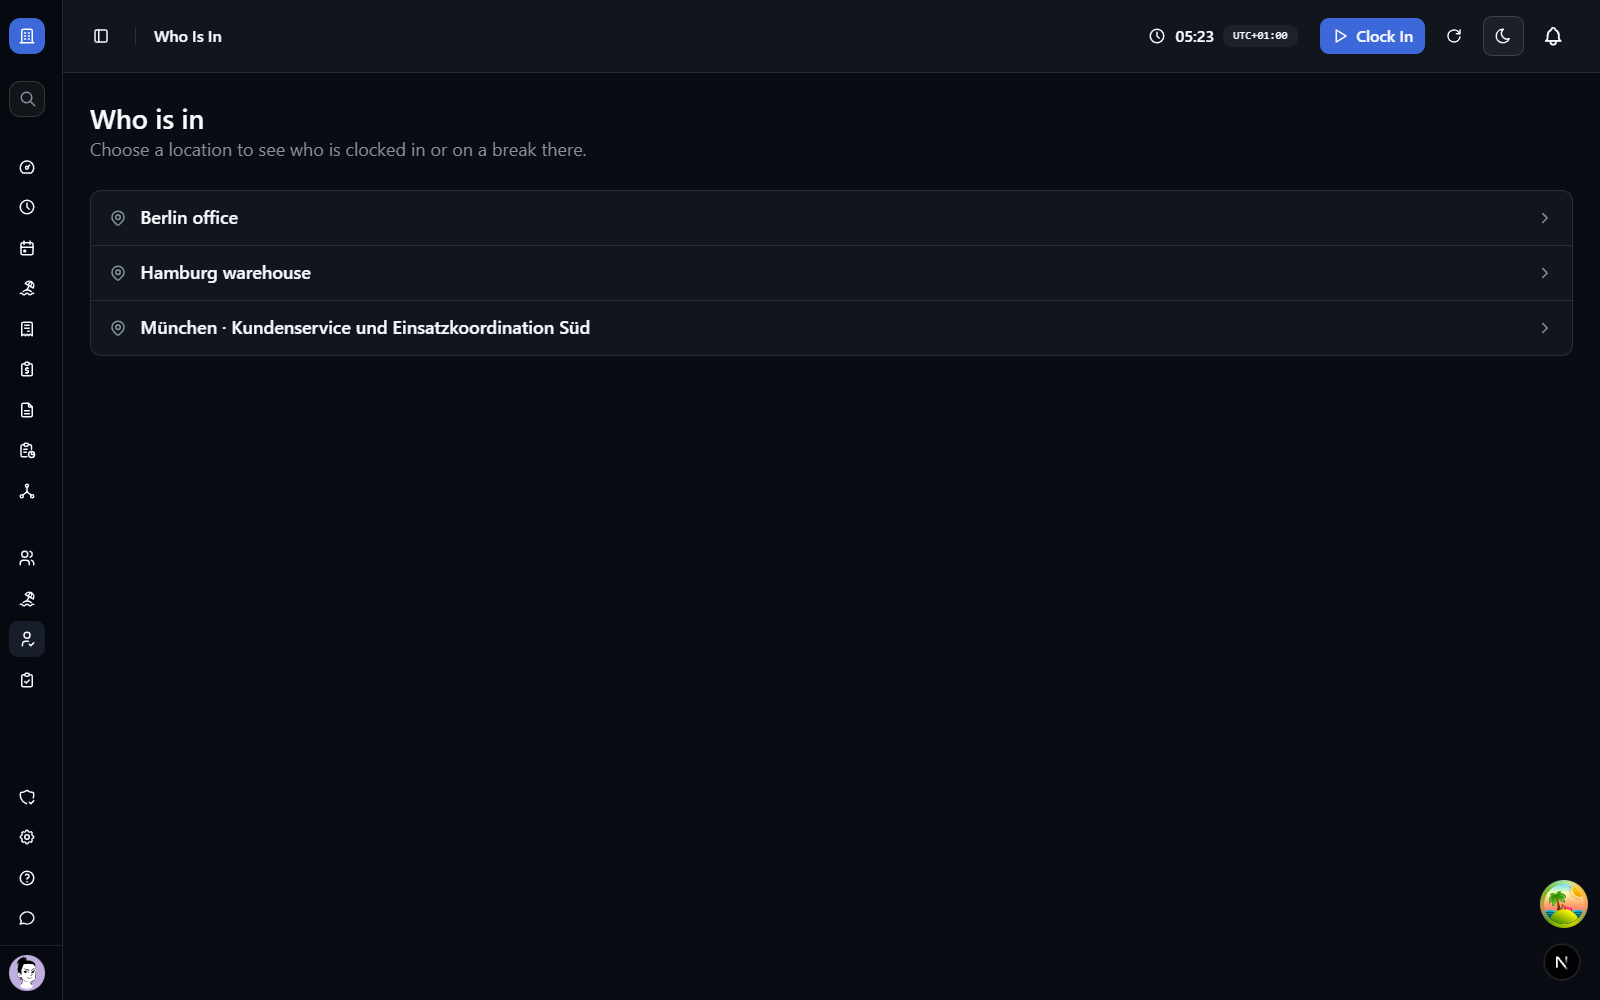 Who Is In
05:23
UTC+01:00
Clock In
Who is in
Choose a location to see who is clocked in or on a break there.
Berlin office
Hamburg warehouse
München · Kundenservice und Einsatzkoordination Süd
N